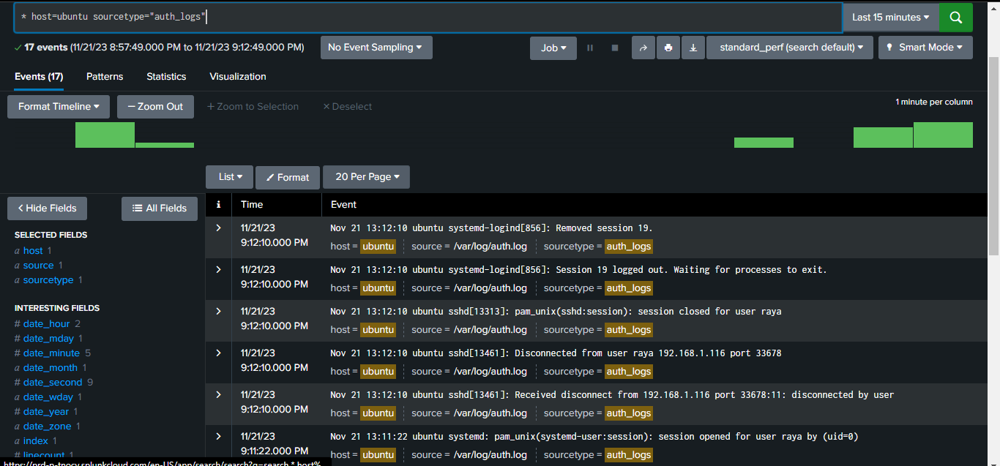 * host=ubuntu sourcetype="auth_logs"
Last 15 minutes
17 events (11/21/23 8:57:49.000 PM to 11/21/23 9:12:49.000 PM)
No Event Sampling
Job
standard_perf (search default)
Smart Mode
Events (17)
Patterns
Statistics
Visualization
Format Timeline
— Zoom Out
+ Zoom to Selection
× Deselect
1 minute per column
List
Format
20 Per Page
< Hide Fields
All Fields
SELECTED FIELDS
a host 1
a source 1
a sourcetype 1
INTERESTING FIELDS
# date_hour 2
# date_mday 1
# date_minute 5
a date_month 1
# date_second 9
a date_wday 1
# date_year 1
a date_zone 1
a index 1
# linecount 1
i Time Event
11/21/23
9:12:10.000 PM
Nov 21 13:12:10 ubuntu systemd-logind[856]: Removed session 19.
host = ubuntu source = /var/log/auth.log sourcetype = auth_logs
11/21/23
9:12:10.000 PM
Nov 21 13:12:10 ubuntu systemd-logind[856]: Session 19 logged out. Waiting for processes to exit.
host = ubuntu source = /var/log/auth.log sourcetype = auth_logs
11/21/23
9:12:10.000 PM
Nov 21 13:12:10 ubuntu sshd[13313]: pam_unix(sshd:session): session closed for user raya
host = ubuntu source = /var/log/auth.log sourcetype = auth_logs
11/21/23
9:12:10.000 PM
Nov 21 13:12:10 ubuntu sshd[13461]: Disconnected from user raya 192.168.1.116 port 33678
host = ubuntu source = /var/log/auth.log sourcetype = auth_logs
11/21/23
9:12:10.000 PM
Nov 21 13:12:10 ubuntu sshd[13461]: Received disconnect from 192.168.1.116 port 33678:11: disconnected by user
host = ubuntu source = /var/log/auth.log sourcetype = auth_logs
11/21/23
9:11:22.000 PM
Nov 21 13:11:22 ubuntu systemd: pam_unix(systemd-user:session): session opened for user raya by (uid=0)
host = ubuntu source = /var/log/auth.log sourcetype = auth_logs